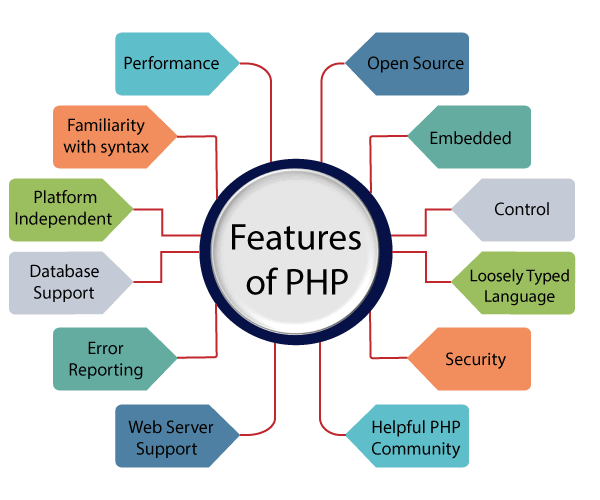 Performance
Open Source
Familiarity
with syntax
Embedded
Platform
Independent
Control
Features
of PHP
Database
Support
Loosely Typed
Language
Error
Reporting
Security
Web Server
Support
Helpful PHP
Community